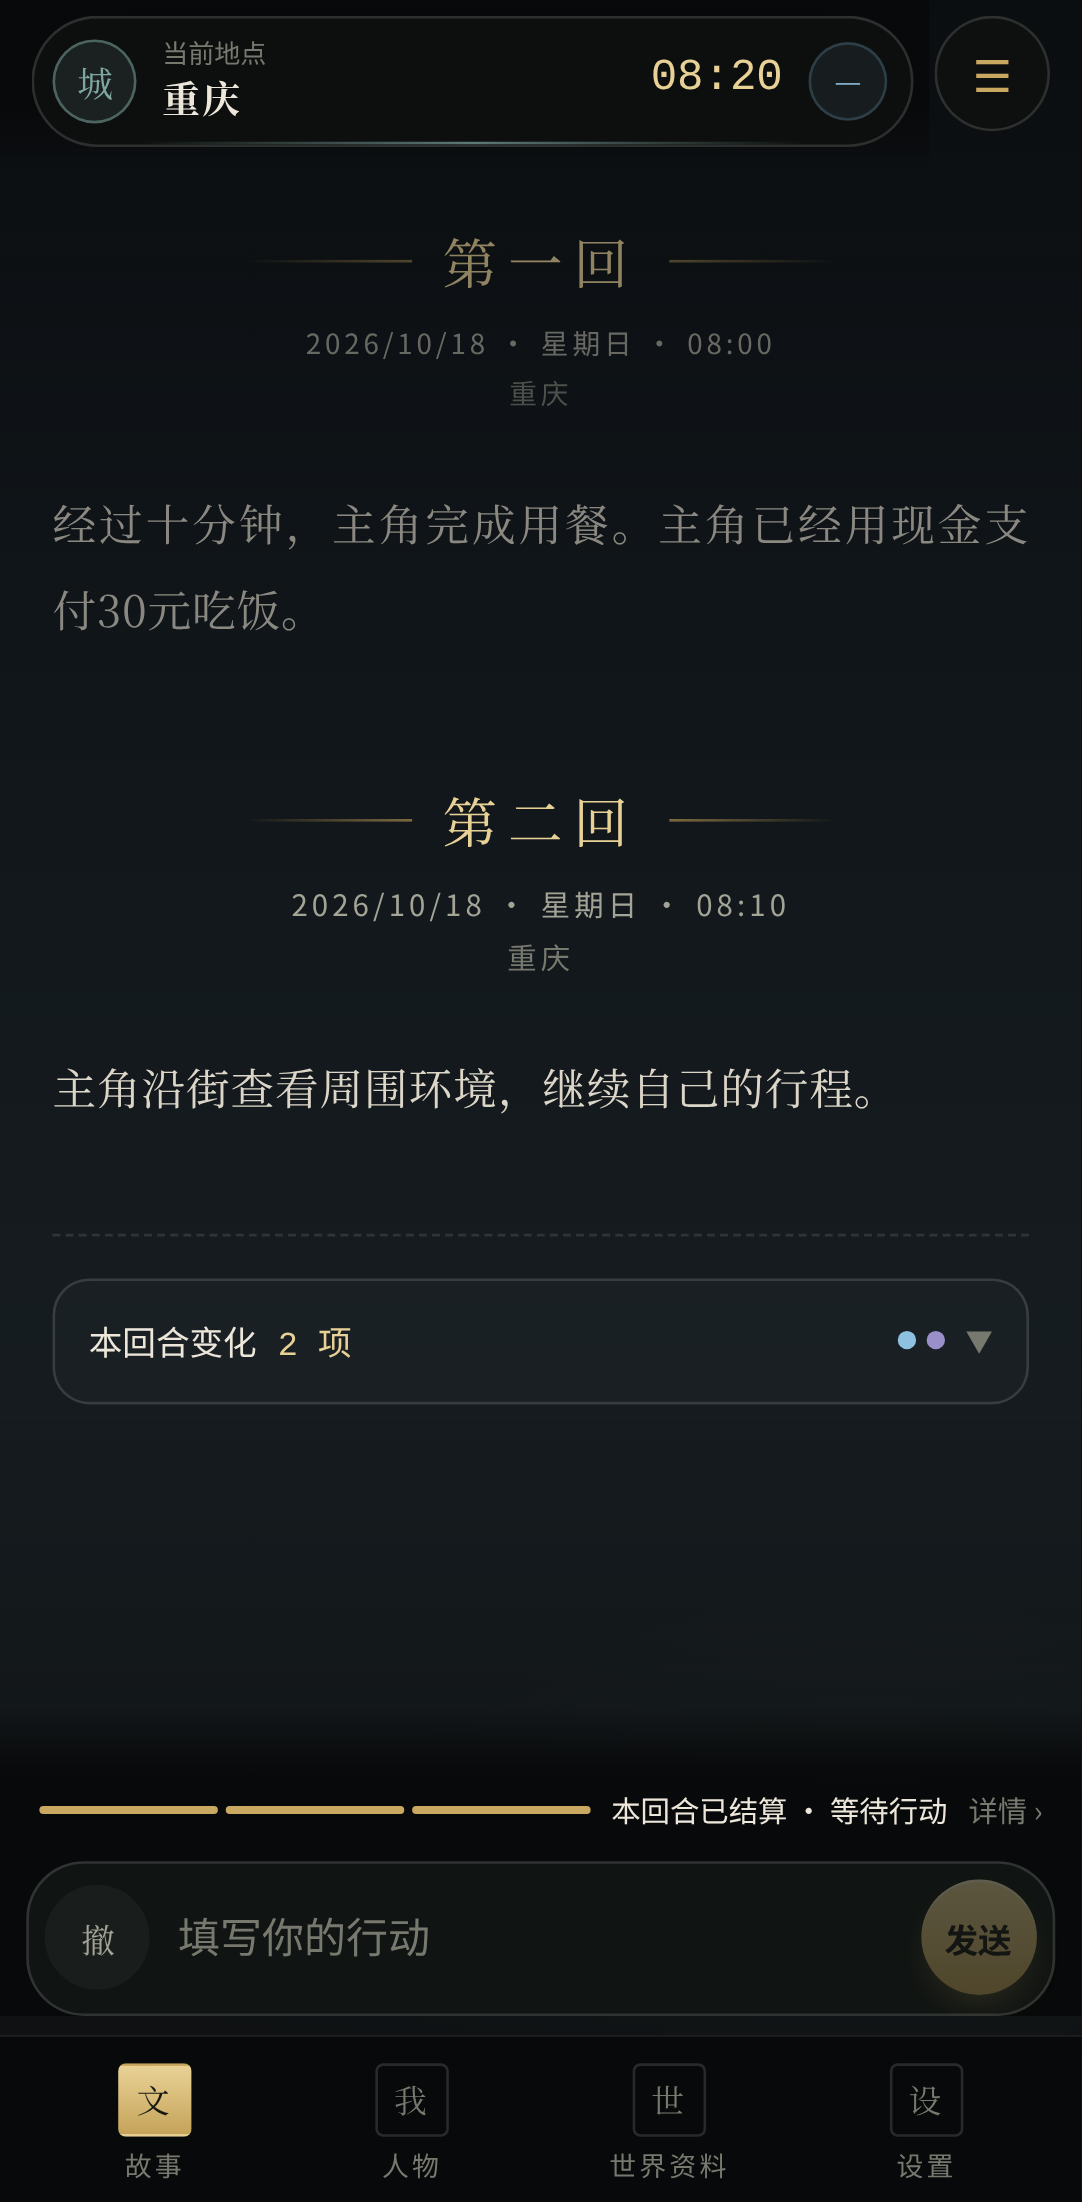 城
当前地点
重庆
08:20
—
☰
第一回
2026/10/18 · 星期日 · 08:00
重庆
经过十分钟，主角完成用餐。主角已经用现金支
付30元吃饭。
第二回
2026/10/18 · 星期日 · 08:10
重庆
主角沿街查看周围环境，继续自己的行程。
本回合变化 2 项 ▼
本回合已结算 · 等待行动 详情 ›
撤 填写你的行动 发送
文 我 世 设
故事 人物 世界资料 设置